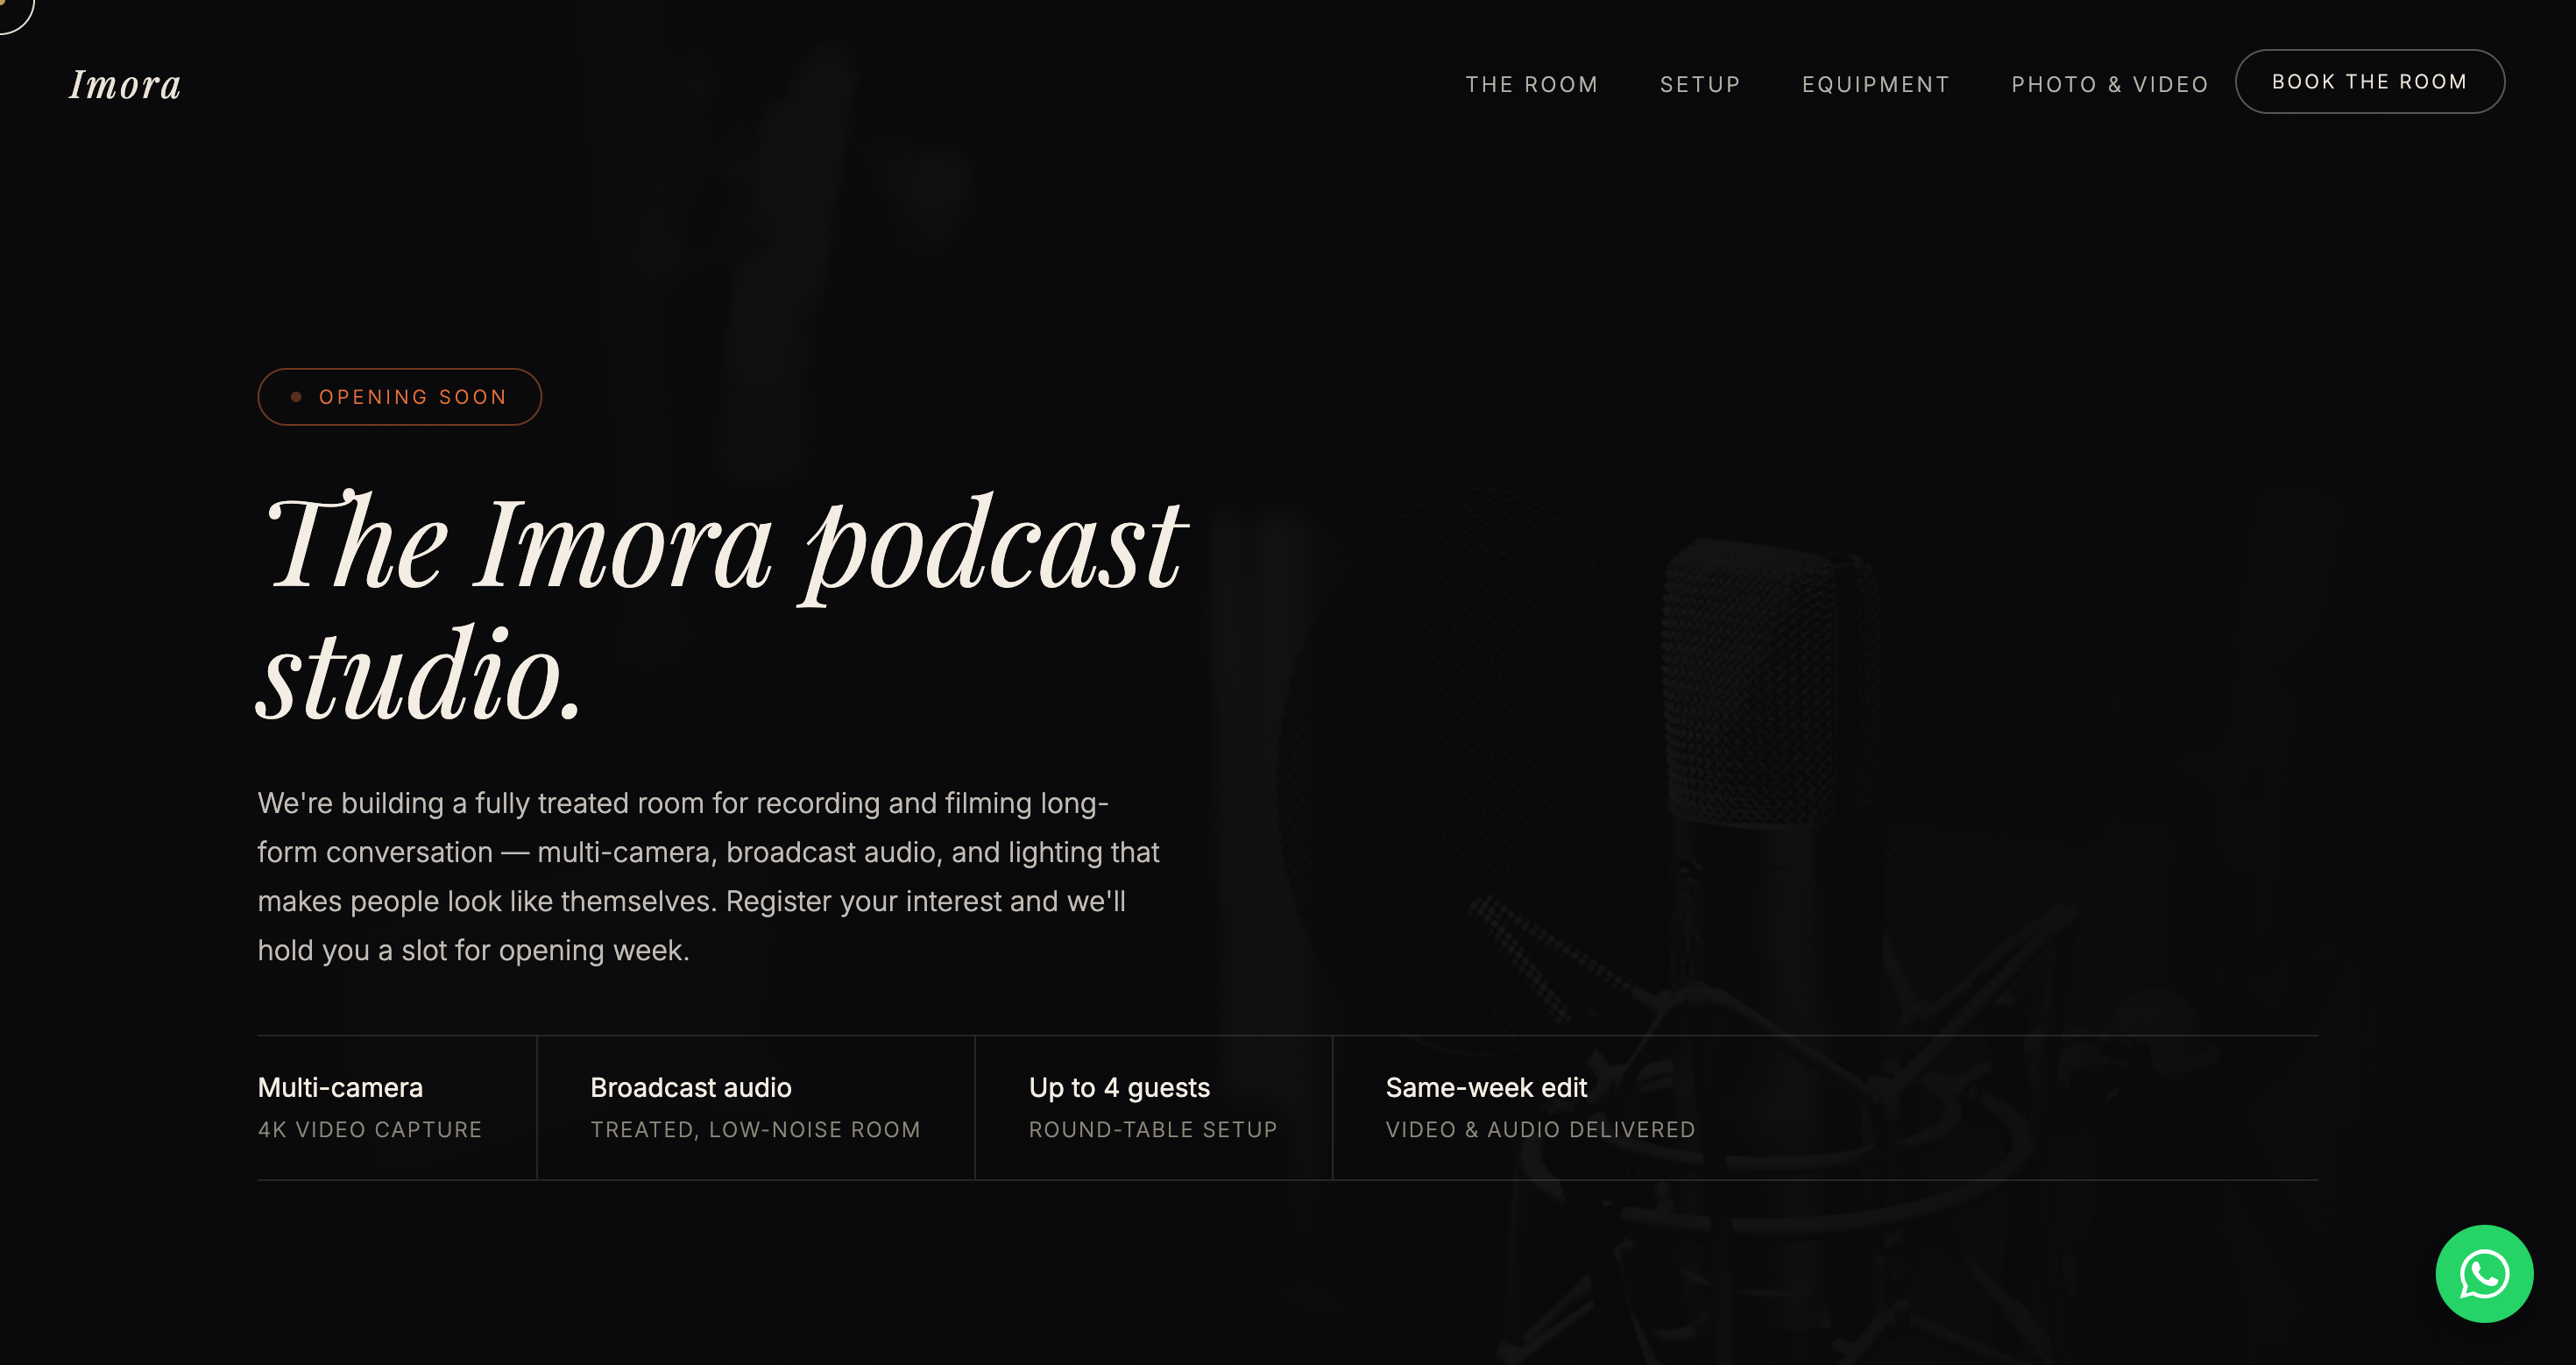 Imora
THE ROOM
SETUP
EQUIPMENT
PHOTO & VIDEO
BOOK THE ROOM
OPENING SOON
The Imora podcast
studio.
We're building a fully treated room for recording and filming long-
form conversation — multi-camera, broadcast audio, and lighting that
makes people look like themselves. Register your interest and we'll
hold you a slot for opening week.
Multi-camera
4K VIDEO CAPTURE
Broadcast audio
TREATED, LOW-NOISE ROOM
Up to 4 guests
ROUND-TABLE SETUP
Same-week edit
VIDEO & AUDIO DELIVERED